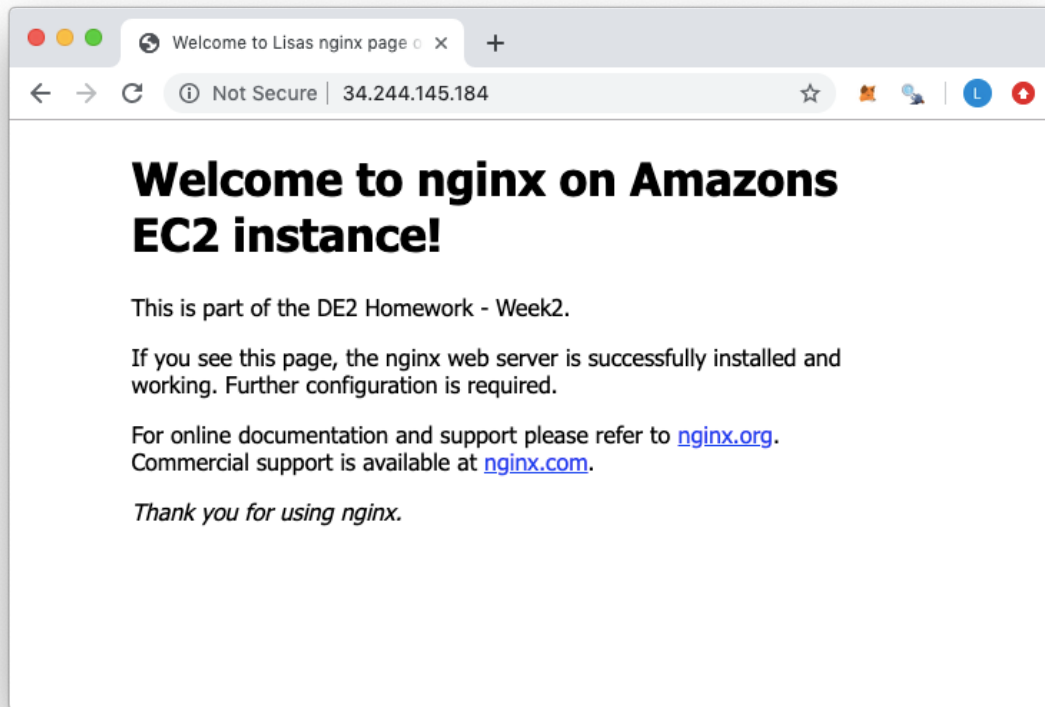 Welcome to Lisas nginx page o
Not Secure
34.244.145.184
L
Welcome to nginx on Amazons
EC2 instance!
This is part of the DE2 Homework - Week2.
If you see this page, the nginx web server is successfully installed and
working. Further configuration is required.
For online documentation and support please refer to nginx.org.
Commercial support is available at nginx.com.
Thank you for using nginx.